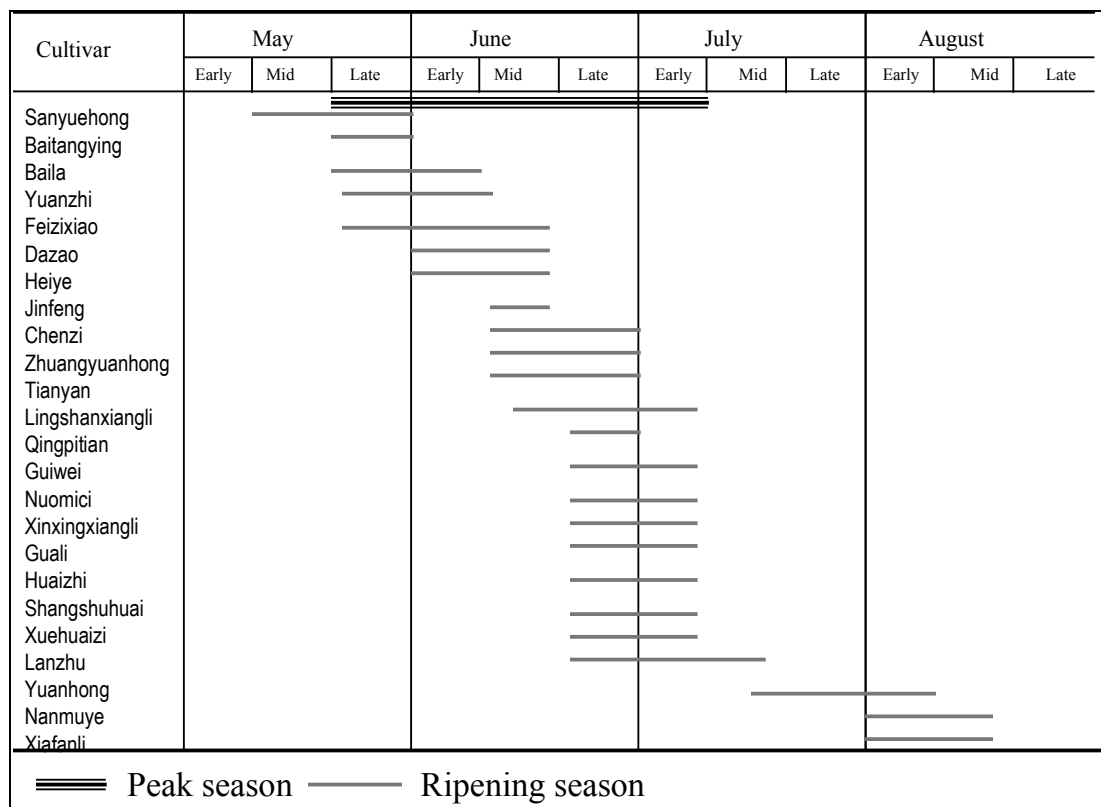 Cultivar May June July August
Early Mid Late Early Mid Late Early Mid Late Early Mid Late
Sanyuehong
Baitangying
Baila
Yuanzhi
Feizixiao
Dazao
Heiye
Jinfeng
Chenzi
Zhuangyuanhong
Tianyan
Lingshanxiangli
Qingpitian
Guiwei
Nuomici
Xinxingxiangli
Guali
Huaizhi
Shangshuhuai
Xuehuaizi
Lanzhu
Yuanhong
Nanmuye
Xiafanli
Peak season Ripening season